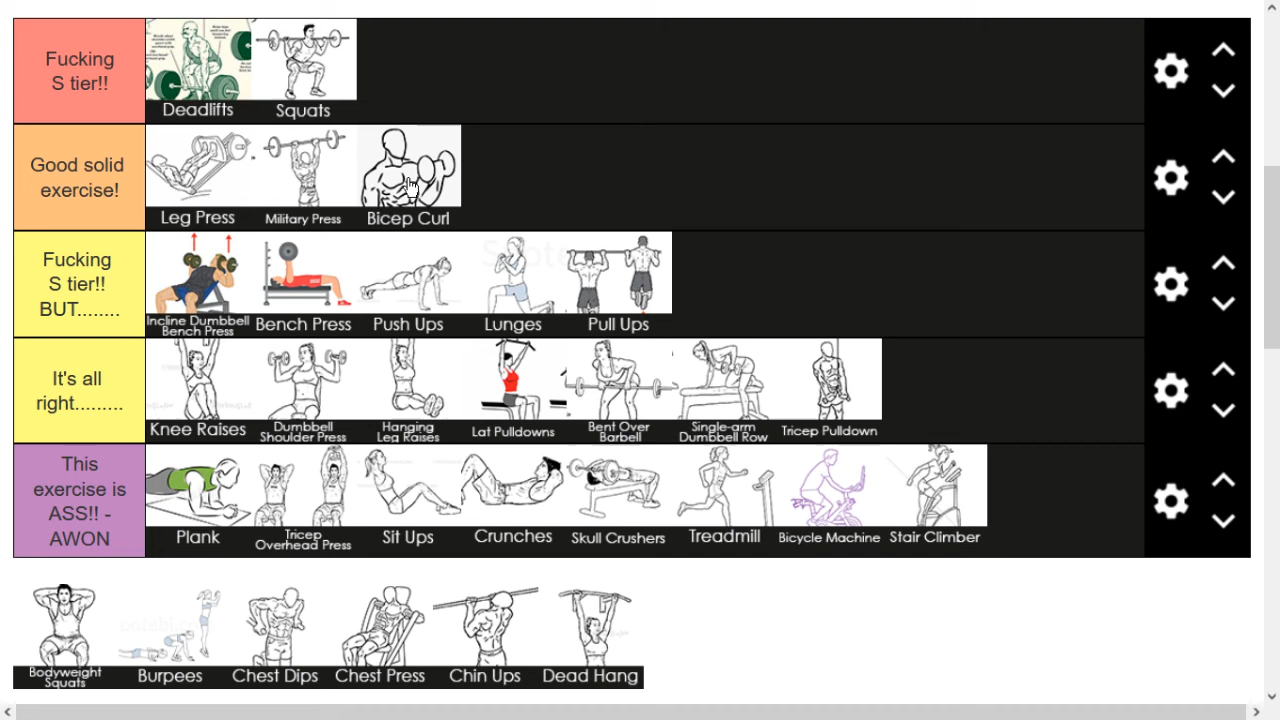 Fucking
S tier!!
Deadlifts
Squats
Good solid
exercise!
Leg Press
Military Press
Bicep Curl
Fucking
S tier!!
BUT........
Incline Dumbbell
Bench Press
Bench Press
Push Ups
Lunges
Pull Ups
It's all
right.........
Knee Raises
Dumbbell
Shoulder Press
Hanging
Leg Raises
Lat Pulldowns
Bent Over
Barbell
Single-arm
Dumbbell Row
Tricep Pulldown
This
exercise is
ASS!! -
AWON
Plank
Tricep
Overhead Press
Sit Ups
Crunches
Skull Crushers
Treadmill
Bicycle Machine
Stair Climber
Bodyweight
Squats
Burpees
Chest Dips
Chest Press
Chin Ups
Dead Hang